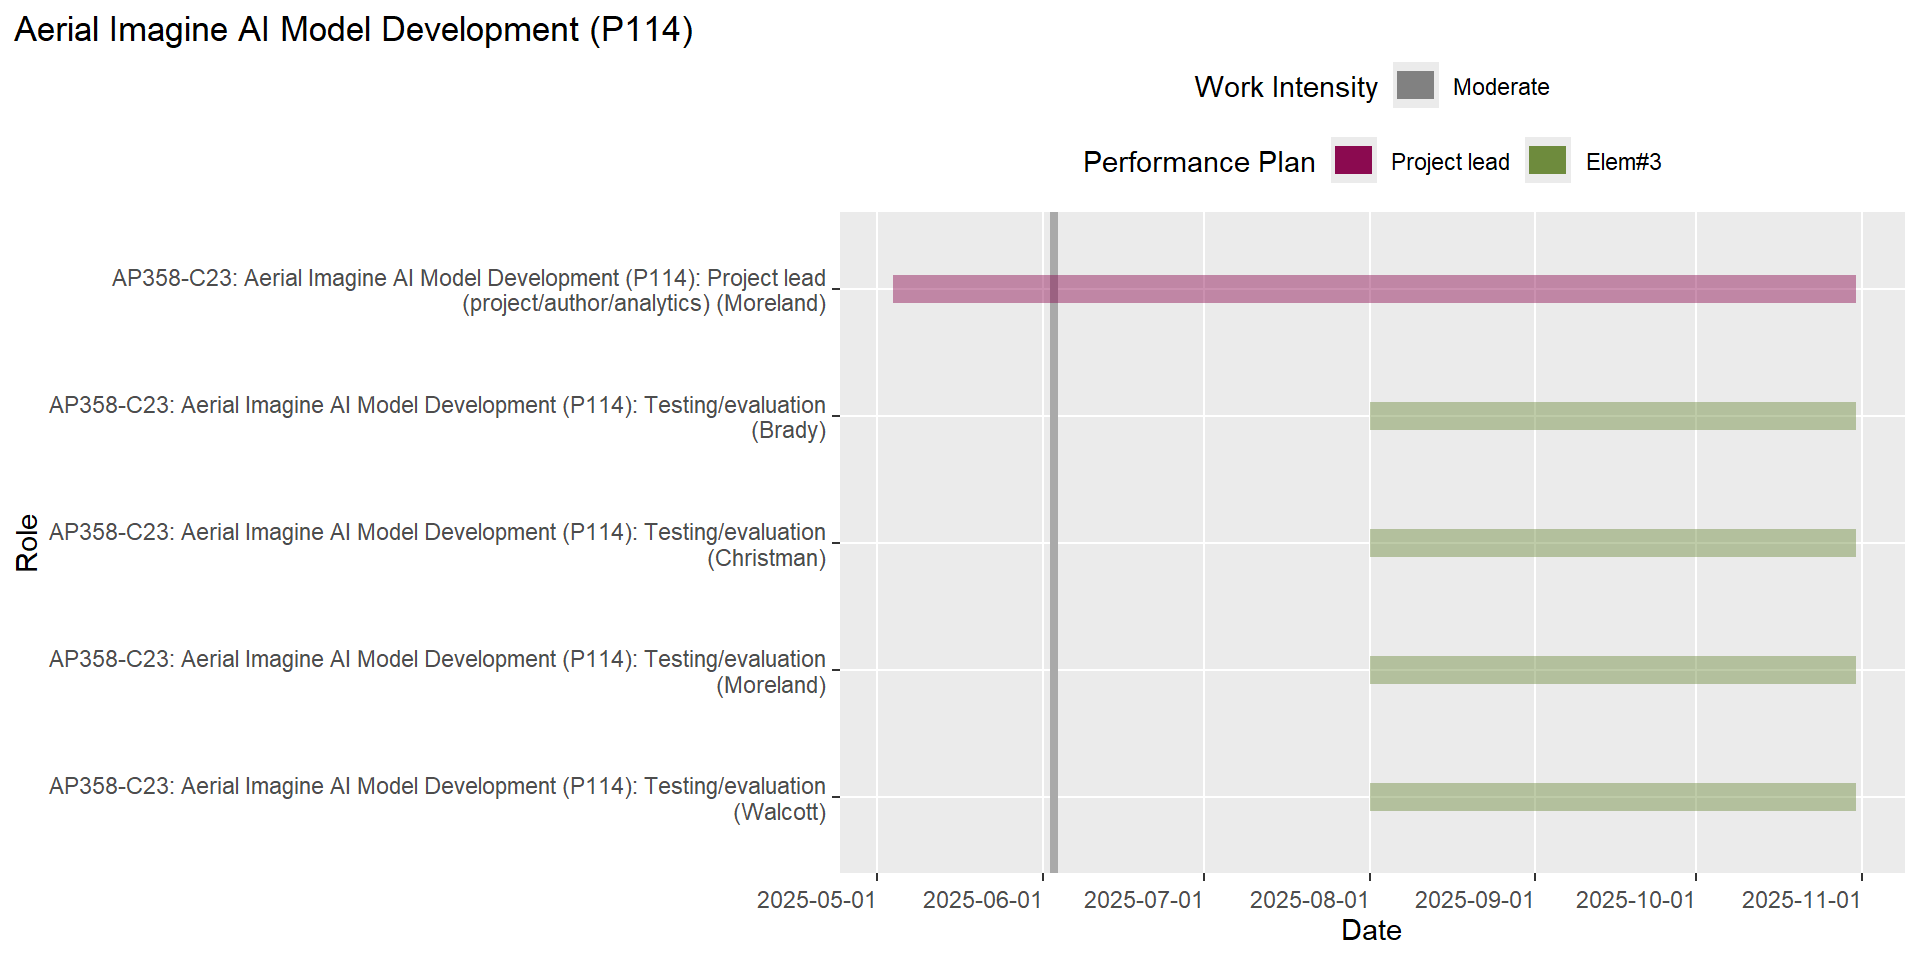 Aerial Imagine AI Model Development (P114)
Work Intensity Moderate
Performance Plan Project lead Elem#3
AP358-C23: Aerial Imagine AI Model Development (P114): Project lead
(project/author/analytics) (Moreland)
AP358-C23: Aerial Imagine AI Model Development (P114): Testing/evaluation
(Brady)
AP358-C23: Aerial Imagine AI Model Development (P114): Testing/evaluation
(Christman)
AP358-C23: Aerial Imagine AI Model Development (P114): Testing/evaluation
(Moreland)
AP358-C23: Aerial Imagine AI Model Development (P114): Testing/evaluation
(Walcott)
Role
2025-05-01 2025-06-01 2025-07-01 2025-08-01 2025-09-01 2025-10-01 2025-11-01
Date